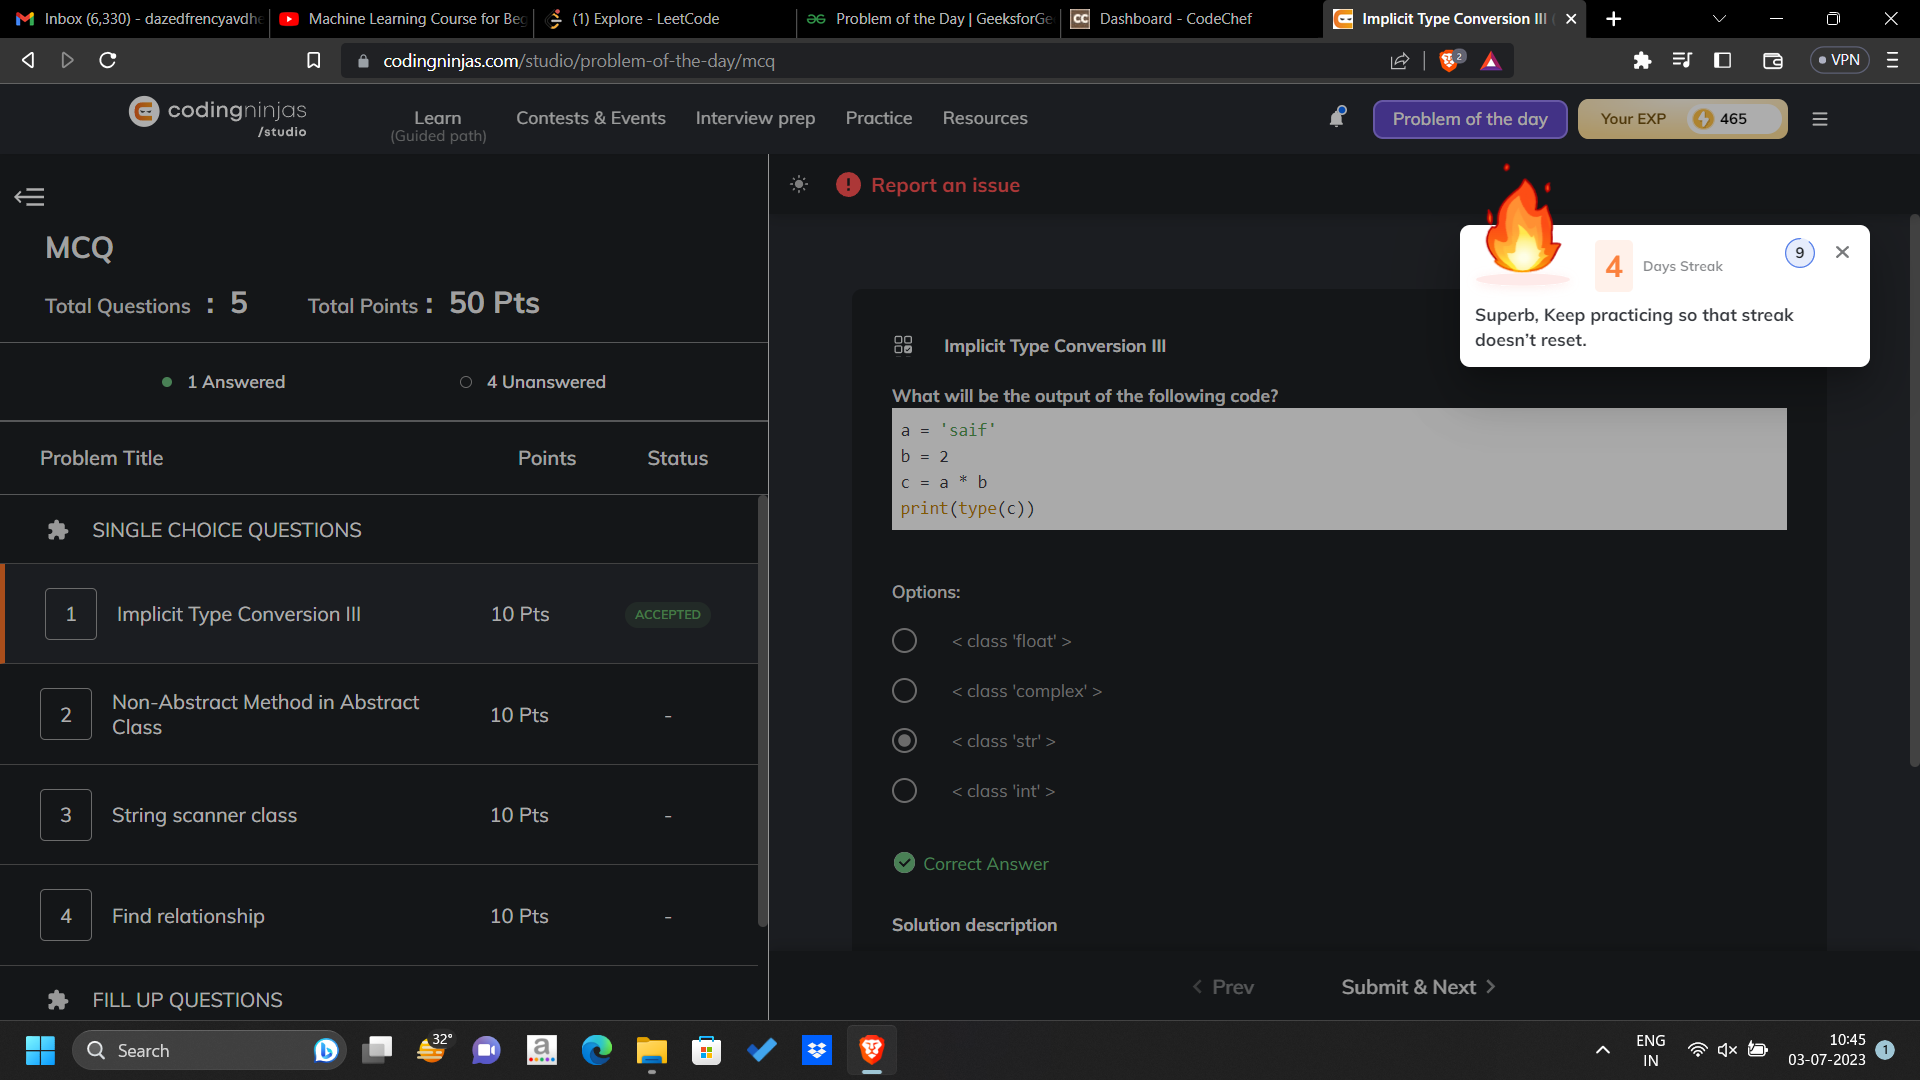 Inbox (6,330) - dazedfrencyavdhe
Machine Learning Course for Beg
(1) Explore - LeetCode
Problem of the Day | GeeksforGe
CC Dashboard - CodeChef
Implicit Type Conversion III
codingninjas.com/studio/problem-of-the-day/mcq
2
VPN
codingninjas
/studio
Learn
(Guided path)
Contests & Events
Interview prep
Practice
Resources
Problem of the day
Your EXP 465
MCQ
Total Questions : 5
Total Points : 50 Pts
1 Answered
4 Unanswered
Problem Title Points Status
SINGLE CHOICE QUESTIONS
1 Implicit Type Conversion III 10 Pts ACCEPTED
2 Non-Abstract Method in Abstract
Class 10 Pts -
3 String scanner class 10 Pts -
4 Find relationship 10 Pts -
FILL UP QUESTIONS
Report an issue
4 Days Streak
9
Superb, Keep practicing so that streak
doesn’t reset.
Implicit Type Conversion III
What will be the output of the following code?
a = 'saif'
b = 2
c = a * b
print(type(c))
Options:
< class 'float' >
< class 'complex' >
< class 'str' >
< class 'int' >
Correct Answer
Solution description
Prev
Submit & Next
Search
32°
a
ENG
IN
10:45
03-07-2023
1